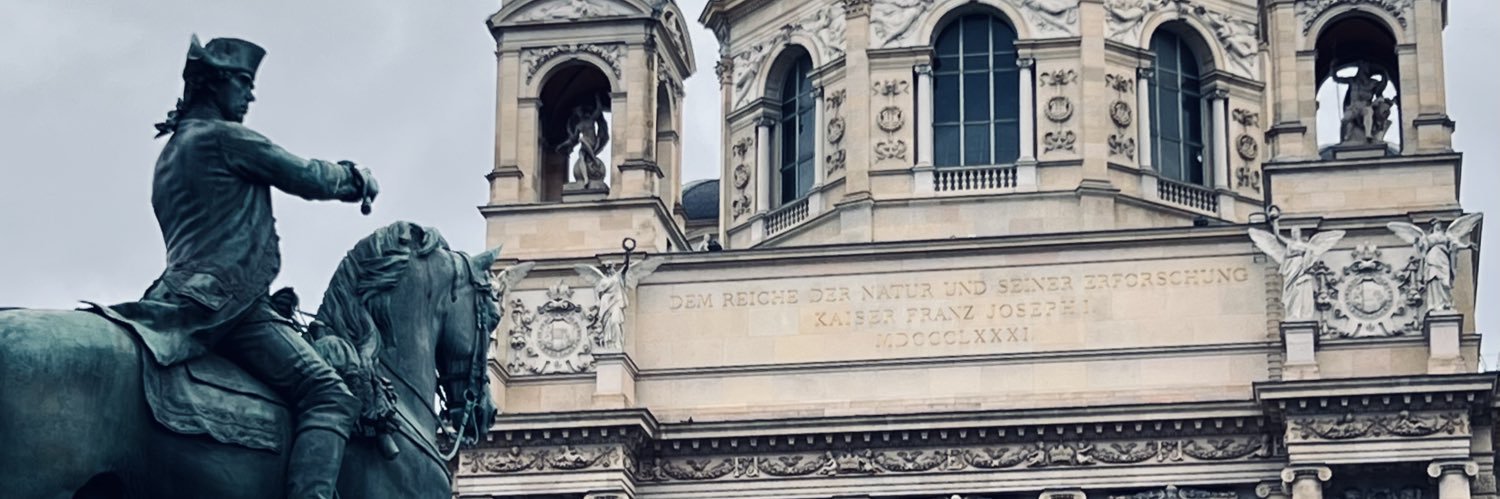 DEM REICHE DER NATUR UND SEINER ERFORSCHUNG
KAISER FRANZ JOSEPH I.
MDCCCLXXXI.